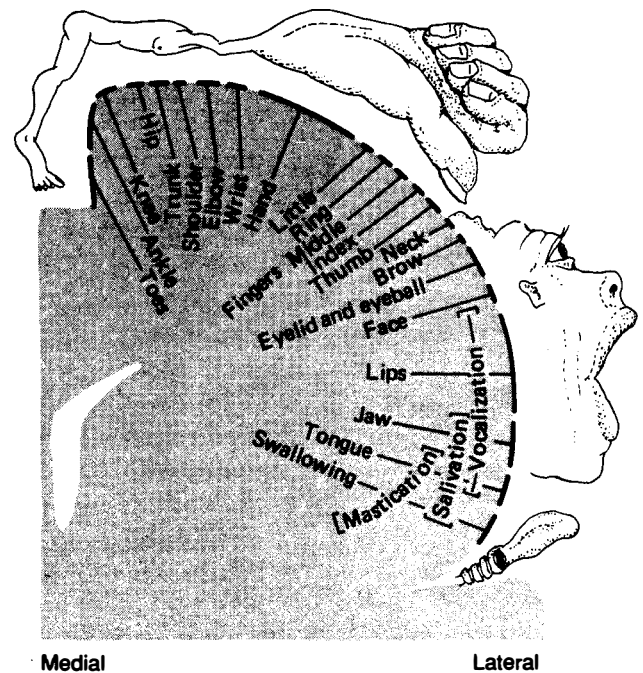 Toes
Ankle
Knee
Hip
Trunk
Shoulder
Elbow
Wrist
Hand
Fingers
Little
Ring
Middle
Index
Thumb
Neck
Brow
Eyelid and eyeball
Face
Lips
Jaw
Tongue
Swallowing
[Mastication]
[Salivation]
[Vocalization]
Medial
Lateral